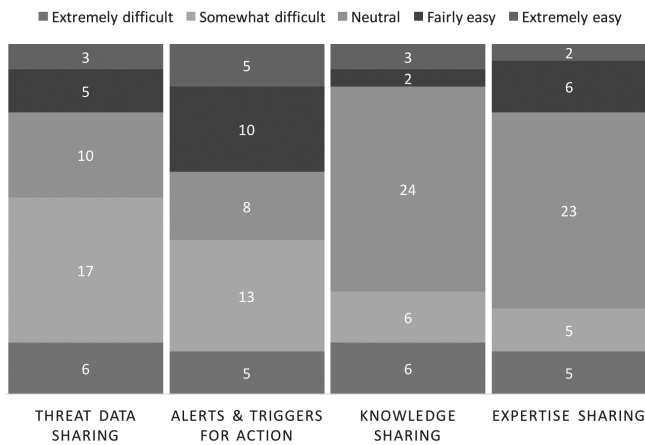 Extremely difficult Somewhat difficult Neutral Fairly easy Extremely easy
3 5 3 2
5 10 2 6
10 8 24 23
17 13 6 5
6 5 6 5
THREAT DATA SHARING
ALERTS & TRIGGERS FOR ACTION
KNOWLEDGE SHARING
EXPERTISE SHARING